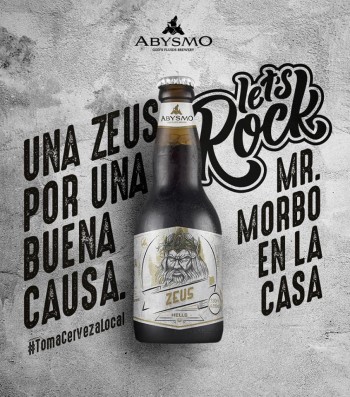 ABYSMO
let's
Rock
UNA ZEUS
POR UNA
BUENA
CAUSA.
#TomaCervezaLocal
MR.
MORBO
EN LA
CASA
ABYSMO
ZEUS
HELLS